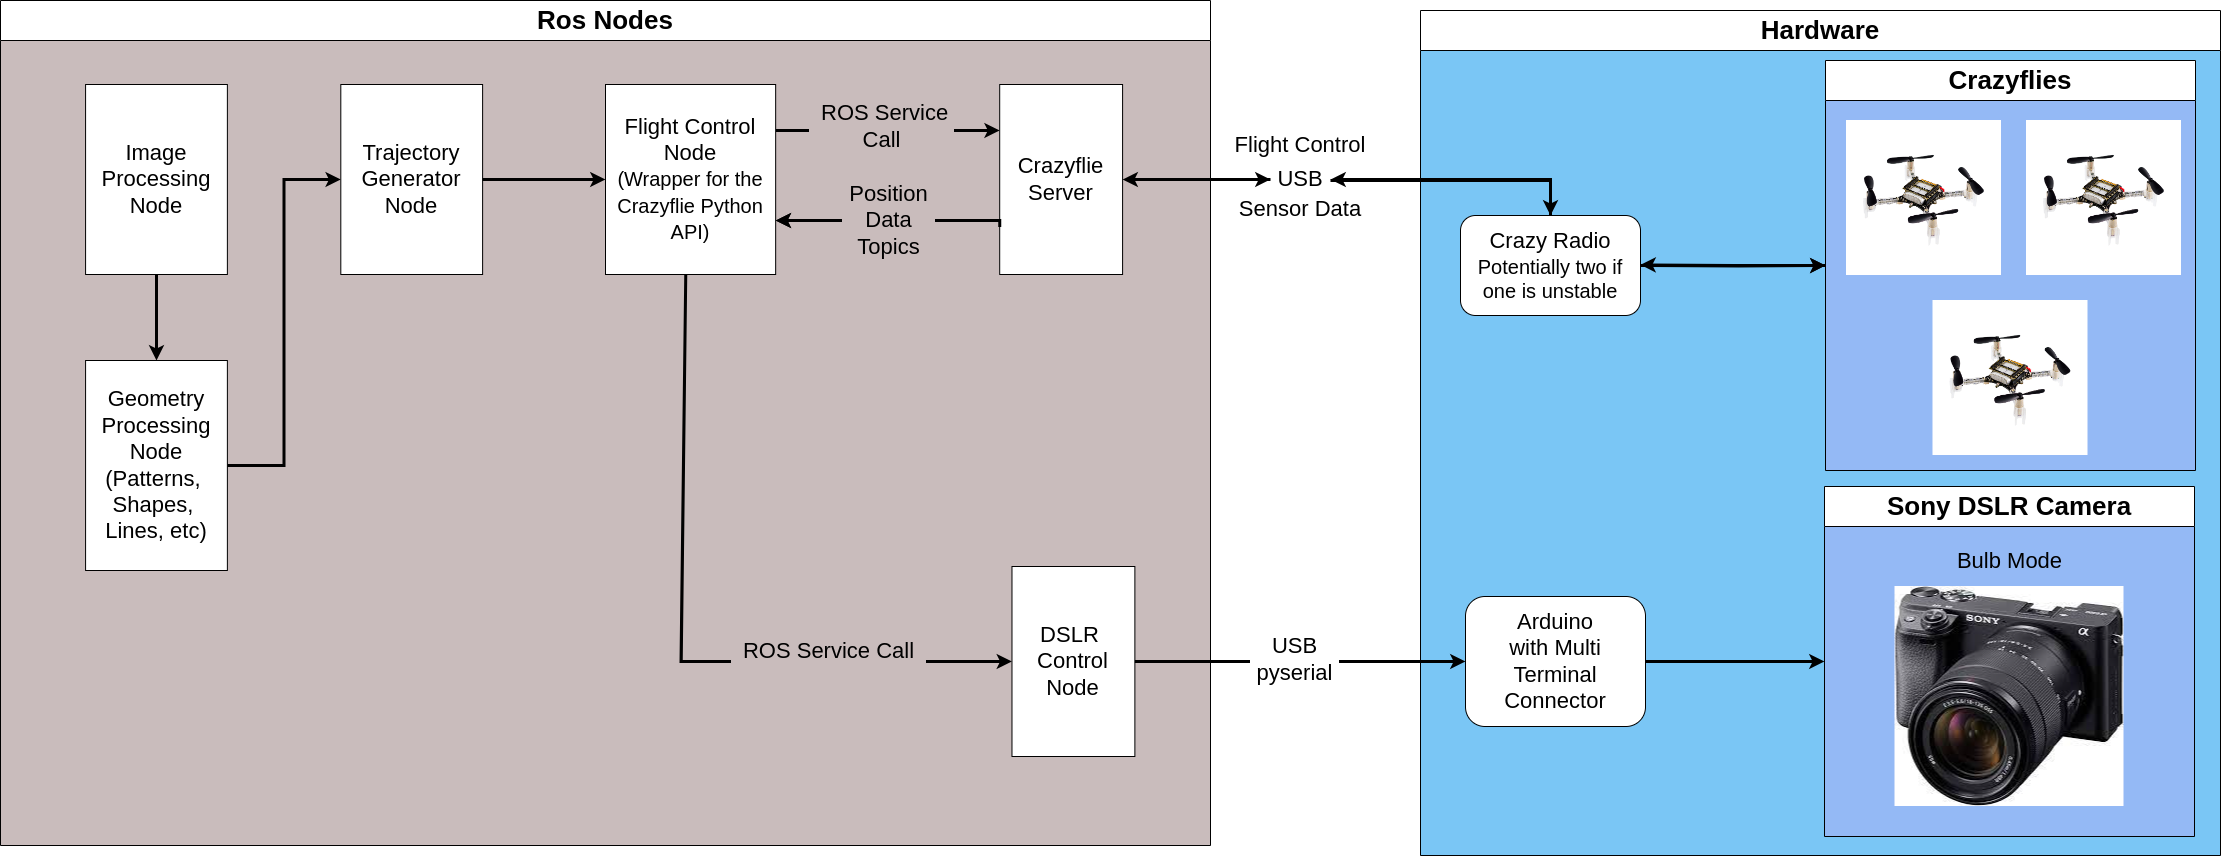 Ros Nodes
Image
Processing
Node
Geometry
Processing
Node
(Patterns,
Shapes,
Lines, etc)
Trajectory
Generator
Node
Flight Control
Node
(Wrapper for the
Crazyflie Python
API)
ROS Service
Call
Position
Data
Topics
Crazyflie
Server
ROS Service Call
DSLR
Control
Node
Flight Control
USB
Sensor Data
USB
pyserial
Hardware
Crazy Radio
Potentially two if
one is unstable
Crazyflies
Arduino
with Multi
Terminal
Connector
Sony DSLR Camera
Bulb Mode
SONY
α